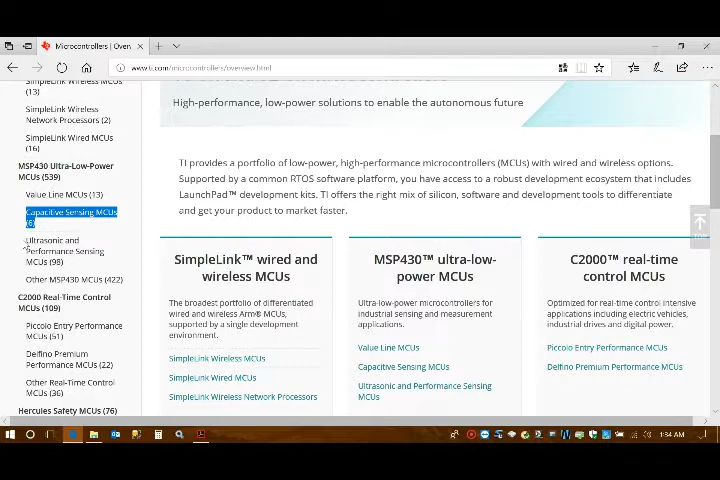 Microcontrollers | Oven
www.ti.com/microcontrollers/overview.html
SimpleLink Wireless MCUs
(13)
SimpleLink Wireless
Network Processors (2)
SimpleLink Wired MCUs
(16)
MSP430 Ultra-Low-Power
MCUs (539)
Value Line MCUs (13)
Capacitive Sensing MCUs
(6)
Ultrasonic and
Performance Sensing
MCUs (98)
Other MSP430 MCUs (422)
C2000 Real-Time Control
MCUs (109)
Piccolo Entry Performance
MCUs (51)
Delfino Premium
Performance MCUs (22)
Other Real-Time Control
MCUs (36)
Hercules Safety MCUs (76)
High-performance, low-power solutions to enable the autonomous future
TI provides a portfolio of low-power, high-performance microcontrollers (MCUs) with wired and wireless options.
Supported by a common RTOS software platform, you have access to a robust development ecosystem that includes
LaunchPad™ development kits. TI offers the right mix of silicon, software and development tools to differentiate
and get your product to market faster.
TOP
SimpleLink™ wired and
wireless MCUs
The broadest portfolio of differentiated
wired and wireless Arm® MCUs,
supported by a single development
environment.
SimpleLink Wireless MCUs
SimpleLink Wired MCUs
SimpleLink Wireless Network Processors
MSP430™ ultra-low-
power MCUs
Ultra-low-power microcontrollers for
industrial sensing and measurement
applications.
Value Line MCUs
Capacitive Sensing MCUs
Ultrasonic and Performance Sensing
MCUs
C2000™ real-time
control MCUs
Optimized for real-time control intensive
applications including electric vehicles,
industrial drives and digital power.
Piccolo Entry Performance MCUs
Delfino Premium Performance MCUs
1:84 AM